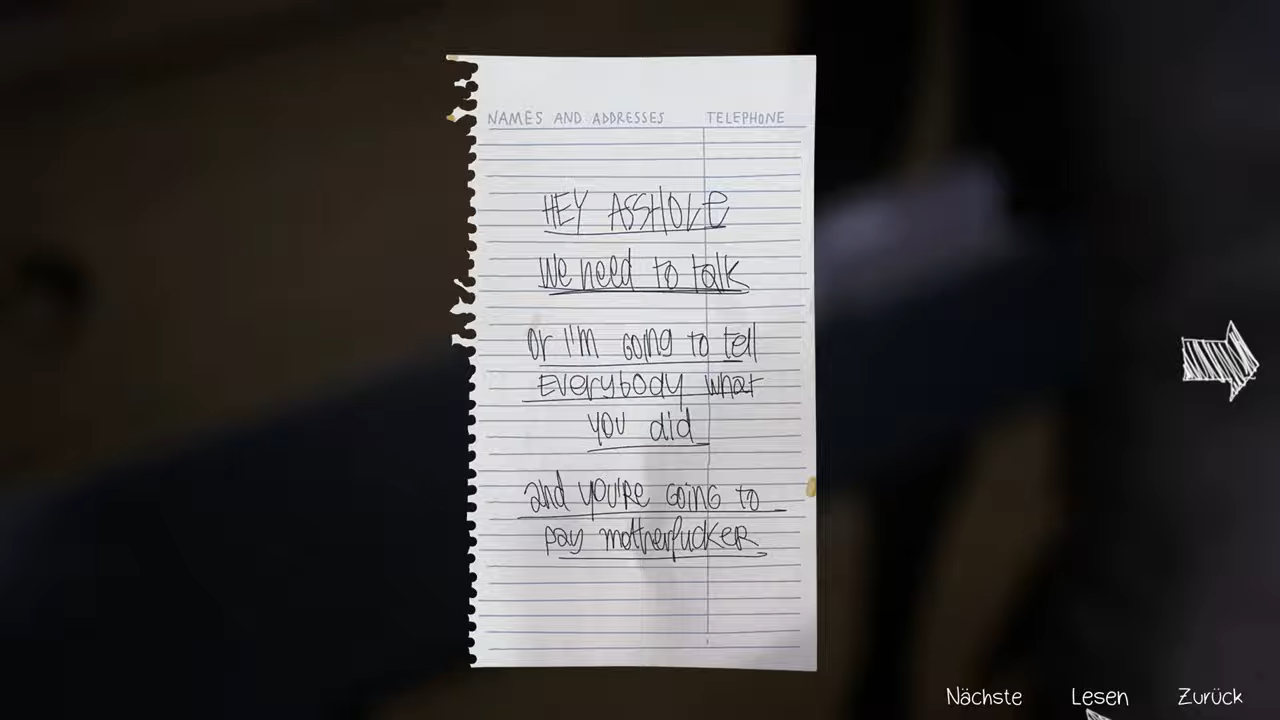 NAMES AND ADDRESSES TELEPHONE
HEY ASSHOLE
We need to talk
Or I'm going to tell
Everybody what
you did
and you're going to
pay motherfucker
Nächste Lesen Zurück